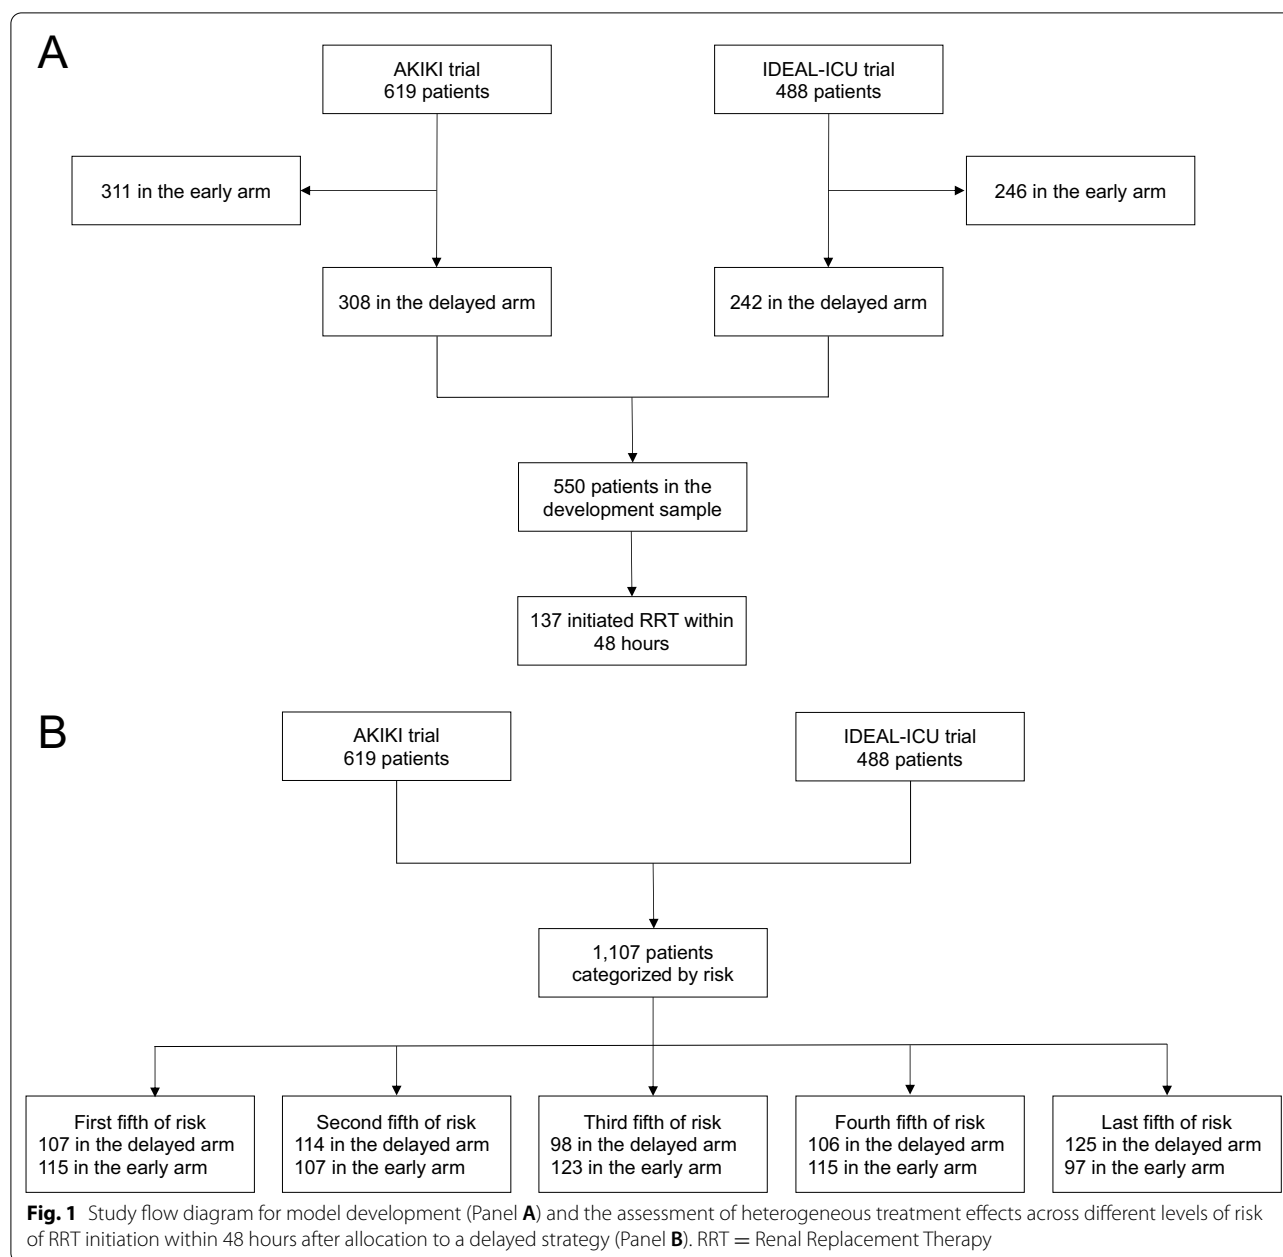 A
AKIKI trial
619 patients
IDEAL-ICU trial
488 patients
311 in the early arm
246 in the early arm
308 in the delayed arm
242 in the delayed arm
550 patients in the
development sample
137 initiated RRT within
48 hours
B
AKIKI trial
619 patients
IDEAL-ICU trial
488 patients
1,107 patients
categorized by risk
First fifth of risk
107 in the delayed arm
115 in the early arm
Second fifth of risk
114 in the delayed arm
107 in the early arm
Third fifth of risk
98 in the delayed arm
123 in the early arm
Fourth fifth of risk
106 in the delayed arm
115 in the early arm
Last fifth of risk
125 in the delayed arm
97 in the early arm
Fig. 1 Study flow diagram for model development (Panel A) and the assessment of heterogeneous treatment effects across different levels of risk
of RRT initiation within 48 hours after allocation to a delayed strategy (Panel B). RRT = Renal Replacement Therapy